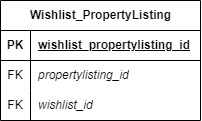 Wishlist_PropertyListing
PK wishlist_propertylisting_id
FK propertylisting_id
FK wishlist_id